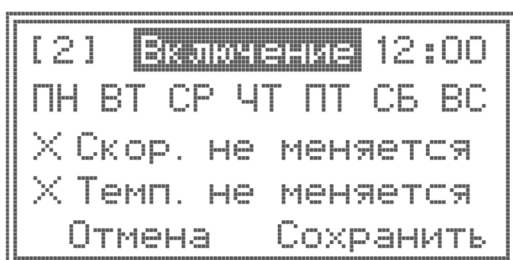 [2] Включение 12:00
ПН ВТ СР ЧТ ПТ СБ ВС
X Скор. не меняется
X Темп. не меняется
Отмена Сохранить